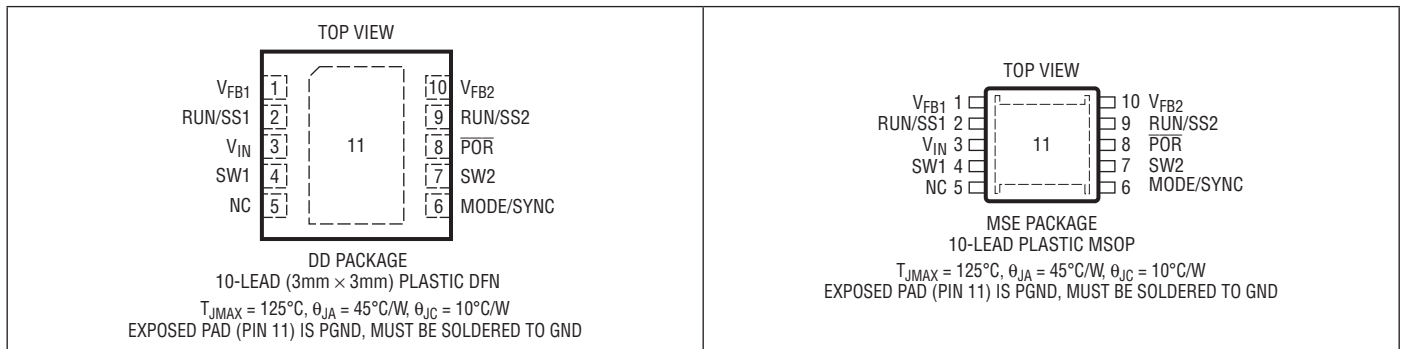 TOP VIEW
VFB1 1 10 VFB2
RUN/SS1 2 9 RUN/SS2
VIN 3 11 8 P̅O̅R̅
SW1 4 7 SW2
NC 5 6 MODE/SYNC
DD PACKAGE
10-LEAD (3mm × 3mm) PLASTIC DFN
TJMAX = 125°C, θJA = 45°C/W, θJC = 10°C/W
EXPOSED PAD (PIN 11) IS PGND, MUST BE SOLDERED TO GND
TOP VIEW
VFB1 1 10 VFB2
RUN/SS1 2 9 RUN/SS2
VIN 3 11 8 P̅O̅R̅
SW1 4 7 SW2
NC 5 6 MODE/SYNC
MSE PACKAGE
10-LEAD PLASTIC MSOP
TJMAX = 125°C, θJA = 45°C/W, θJC = 10°C/W
EXPOSED PAD (PIN 11) IS PGND, MUST BE SOLDERED TO GND